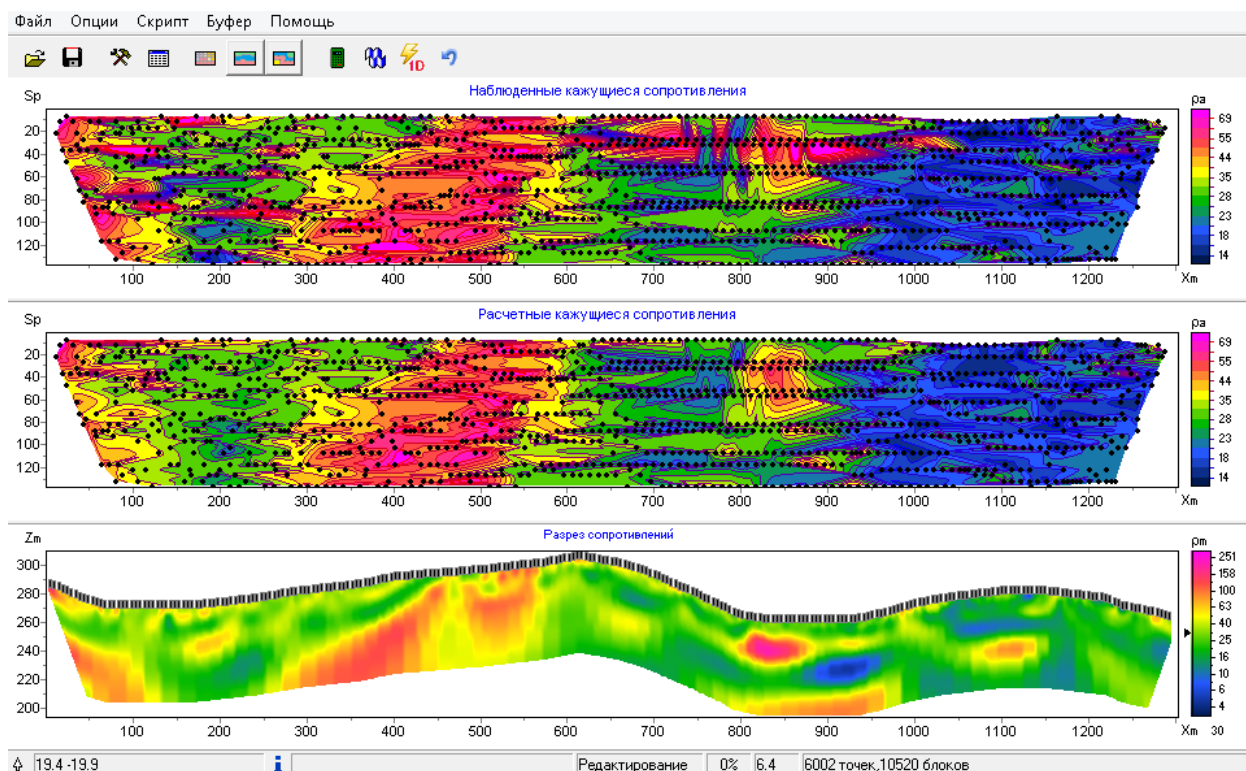 Файл Опции Скрипт Буфер Помощь
1D
Наблюденные кажущиеся сопротивления
Sp ρa
20 40 60 80 100 120
69 55 44 35 28 23 18 14
100 200 300 400 500 600 700 800 900 1000 1100 1200 Xm
Расчетные кажущиеся сопротивления
Sp ρa
20 40 60 80 100 120
69 55 44 35 28 23 18 14
100 200 300 400 500 600 700 800 900 1000 1100 1200 Xm
Разрез сопротивлений
Zm ρm
300 280 260 240 220 200
251 158 100 63 40 25 16 10 6 4
100 200 300 400 500 600 700 800 900 1000 1100 1200 Xm 30
19.4 -19.9 i Редактирование 0% 6.4 6002 точек,10520 блоков